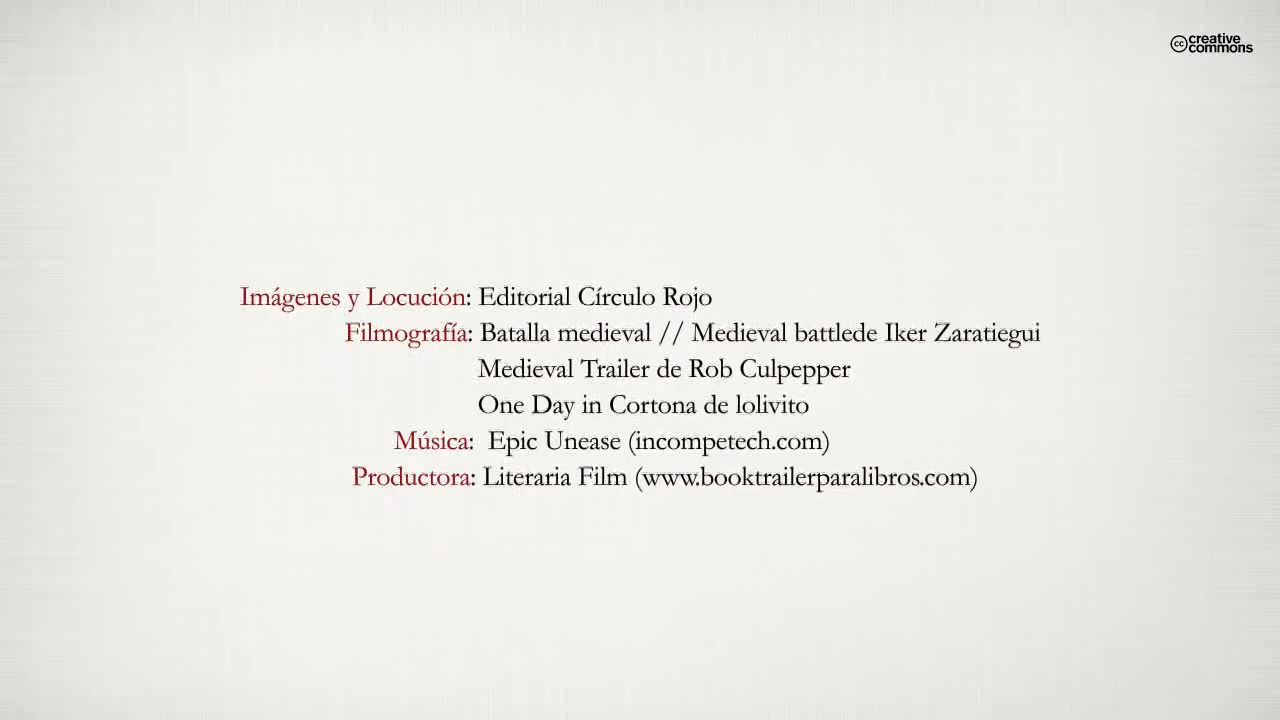 creative
commons
Imágenes y Locución: Editorial Círculo Rojo
Filmografía: Batalla medieval // Medieval battlede Iker Zaratiegui
Medieval Trailer de Rob Culpepper
One Day in Cortona de lolivito
Música: Epic Unease (incompetech.com)
Productora: Literaria Film (www.booktrailerparalibros.com)